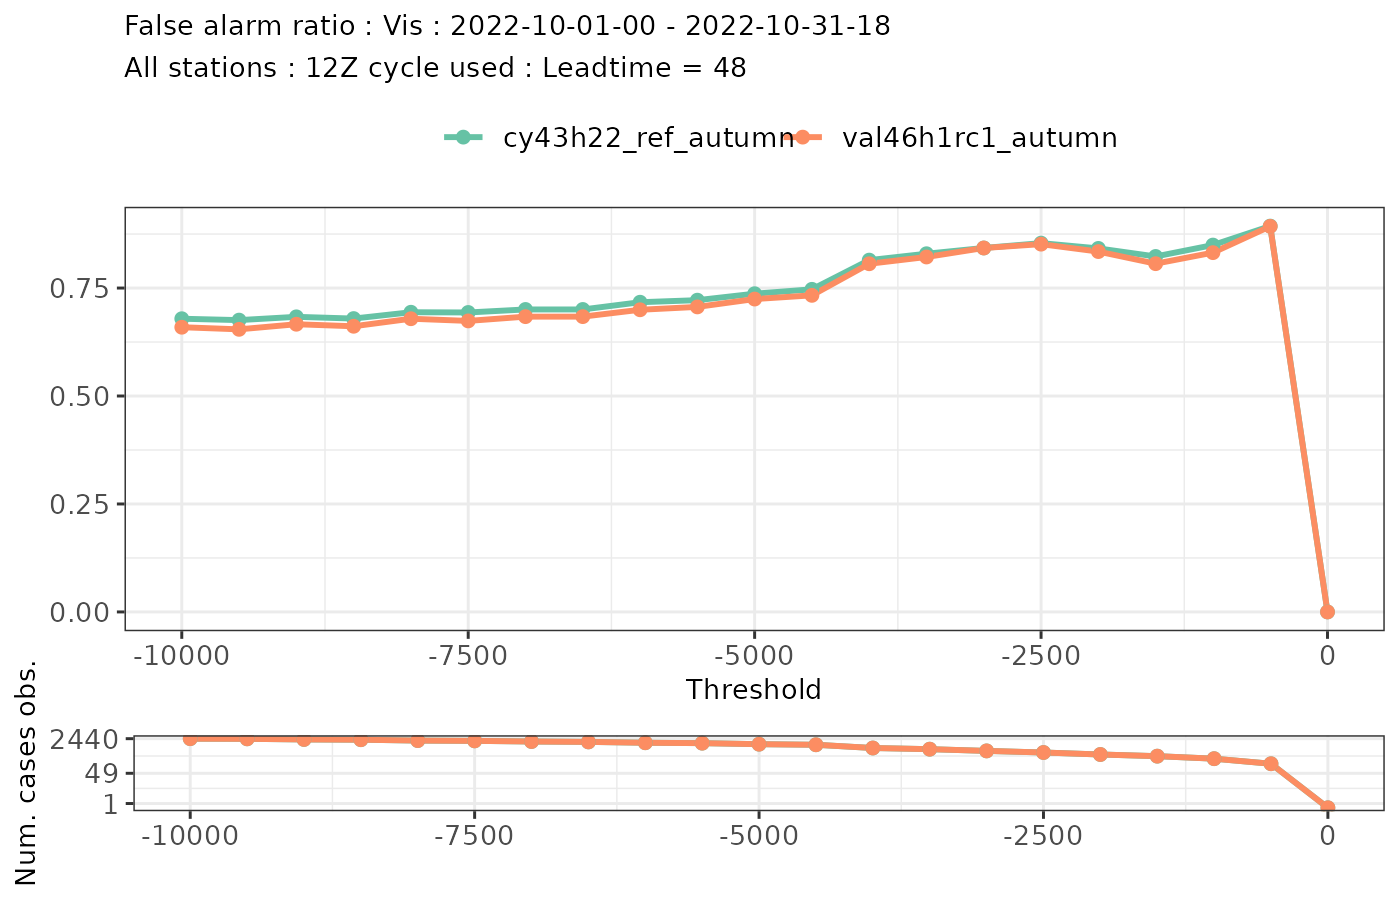 False alarm ratio : Vis : 2022-10-01-00 - 2022-10-31-18
All stations : 12Z cycle used : Leadtime = 48
cy43h22_ref_autumn val46h1rc1_autumn
0.75
0.50
0.25
0.00
-10000 -7500 -5000 -2500 0
Threshold
Num. cases obs.
2440
49
1
-10000 -7500 -5000 -2500 0